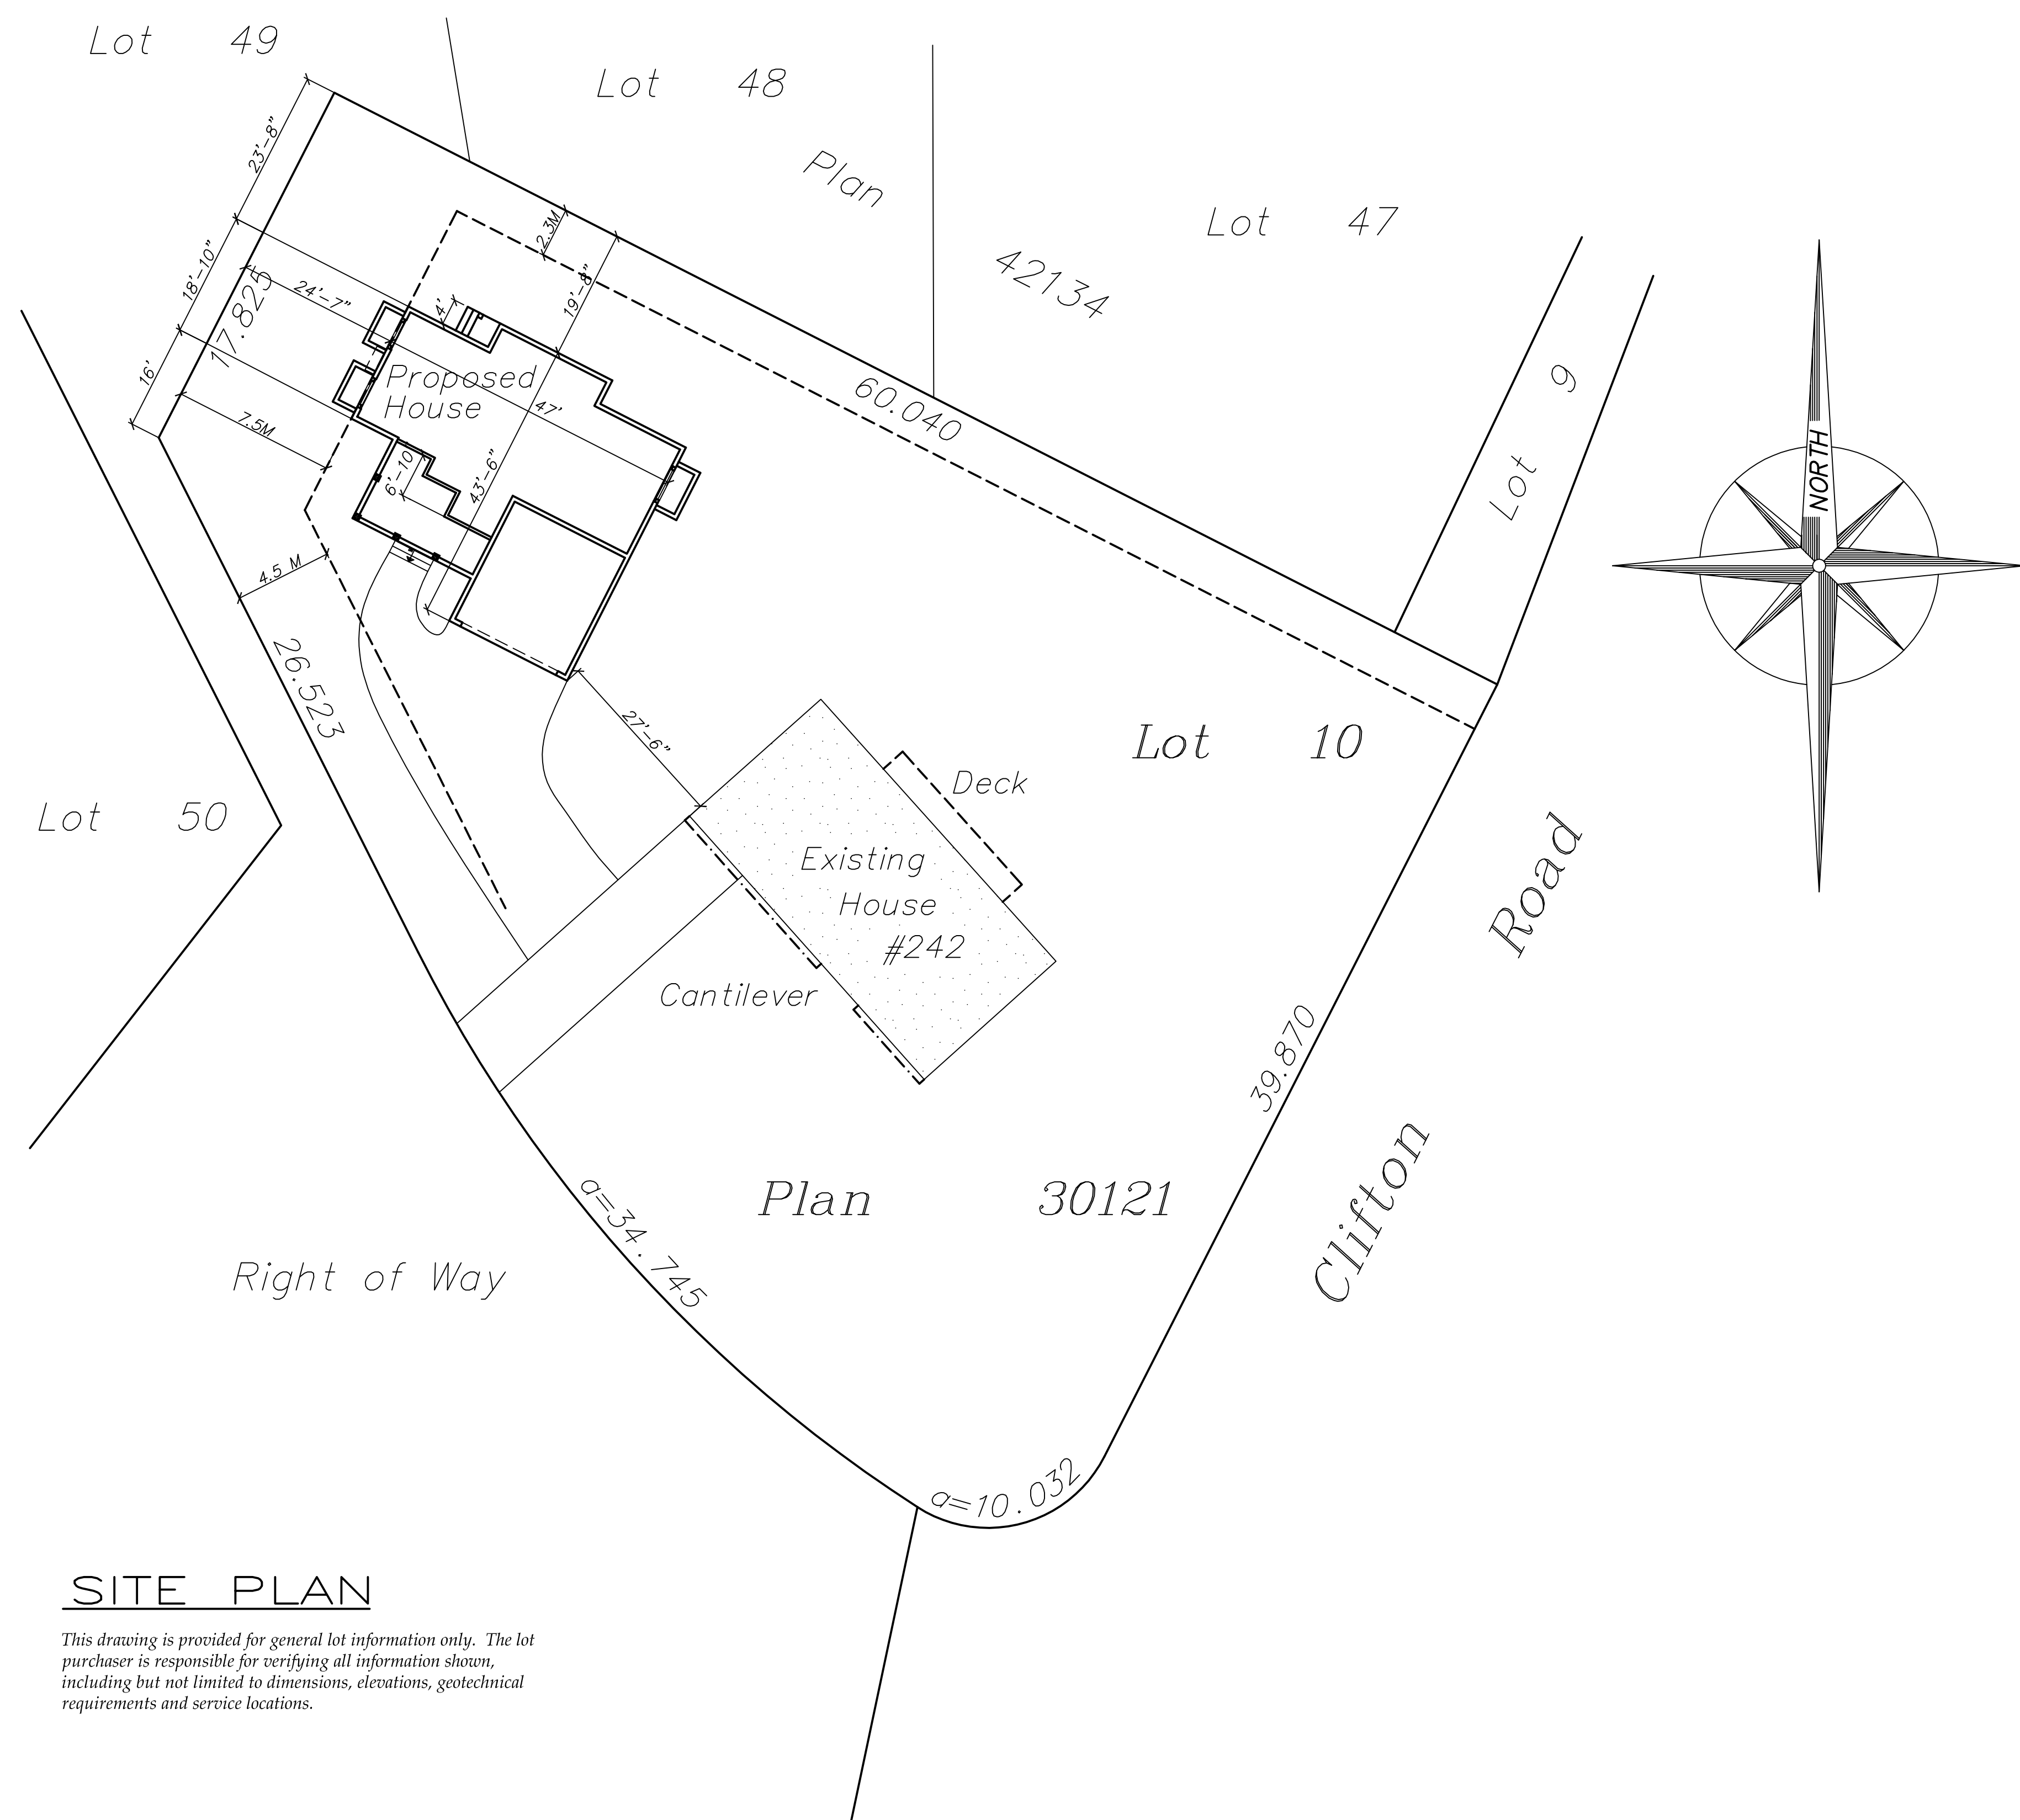 Lot 49
Lot 48
Plan
42134
Lot 47
Lot 9
NORTH
23'-8"
18'-10"
16'
17.825
24'-7"
7.5M
2.3M
19'-8"
4'
Proposed
House
47'
6'-10
43'-6"
60.040
4.5 M
26.523
27'-6"
Lot 10
Lot 50
Deck
Existing
House
#242
Cantilever
Clifton Road
39.870
Plan 30121
a=34.745
Right of Way
a=10.032
SITE PLAN
This drawing is provided for general lot information only. The lot
purchaser is responsible for verifying all information shown,
including but not limited to dimensions, elevations, geotechnical
requirements and service locations.